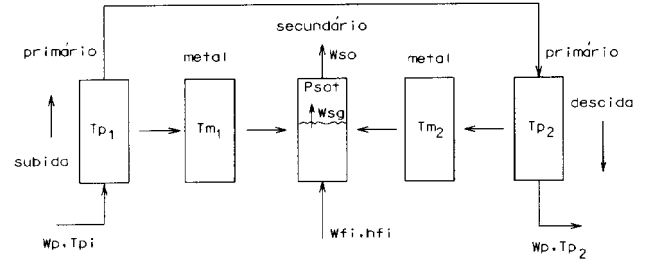 secundário
primário
metal
Wso
metal
primário
Psat
Wsg
descida
Tp1
Tm1
Tm2
Tp2
subida
Wp.Tpi
Wfi.hfi
Wp.Tp2